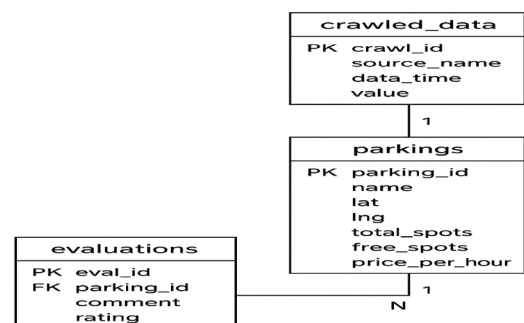 crawled_data
PK crawl_id
source_name
data_time
value
1
parkings
PK parking_id
name
lat
lng
total_spots
free_spots
price_per_hour
1
N
evaluations
PK eval_id
FK parking_id
comment
rating